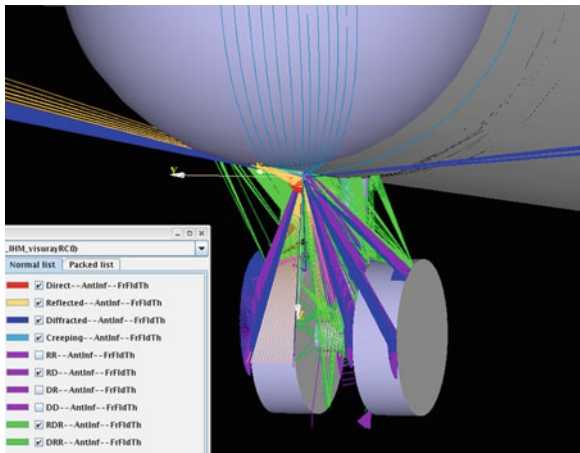 Y
X
Z
_IHM_visurayRC0)
Normal list
Packed list
Direct--AntInf--FrFldTh
Reflected--AntInf--FrFldTh
Diffracted--AntInf--FrFldTh
Creeping--AntInf--FrFldTh
RR--AntInf--FrFldTh
RD--AntInf--FrFldTh
DR--AntInf--FrFldTh
DD--AntInf--FrFldTh
RDR--AntInf--FrFldTh
DRR--AntInf--FrFldTh